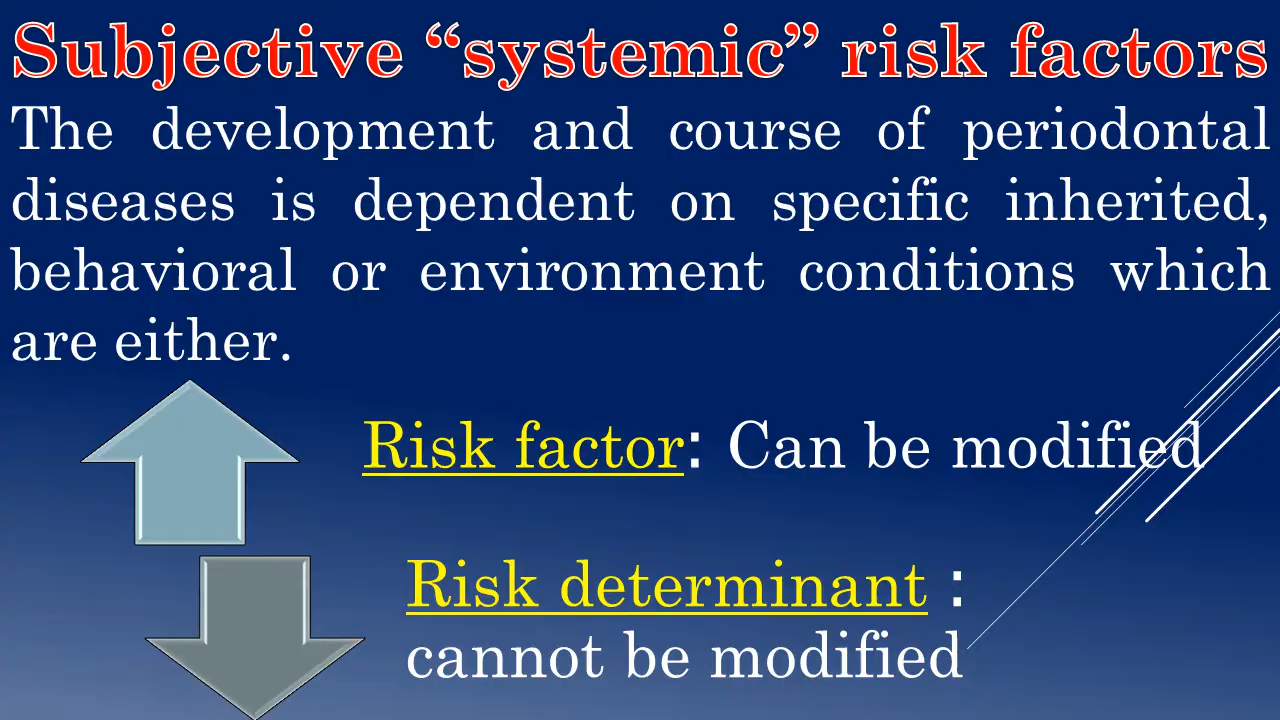 Subjective “systemic” risk factors
The development and course of periodontal
diseases is dependent on specific inherited,
behavioral or environment conditions which
are either.
Risk factor: Can be modified
Risk determinant :
cannot be modified